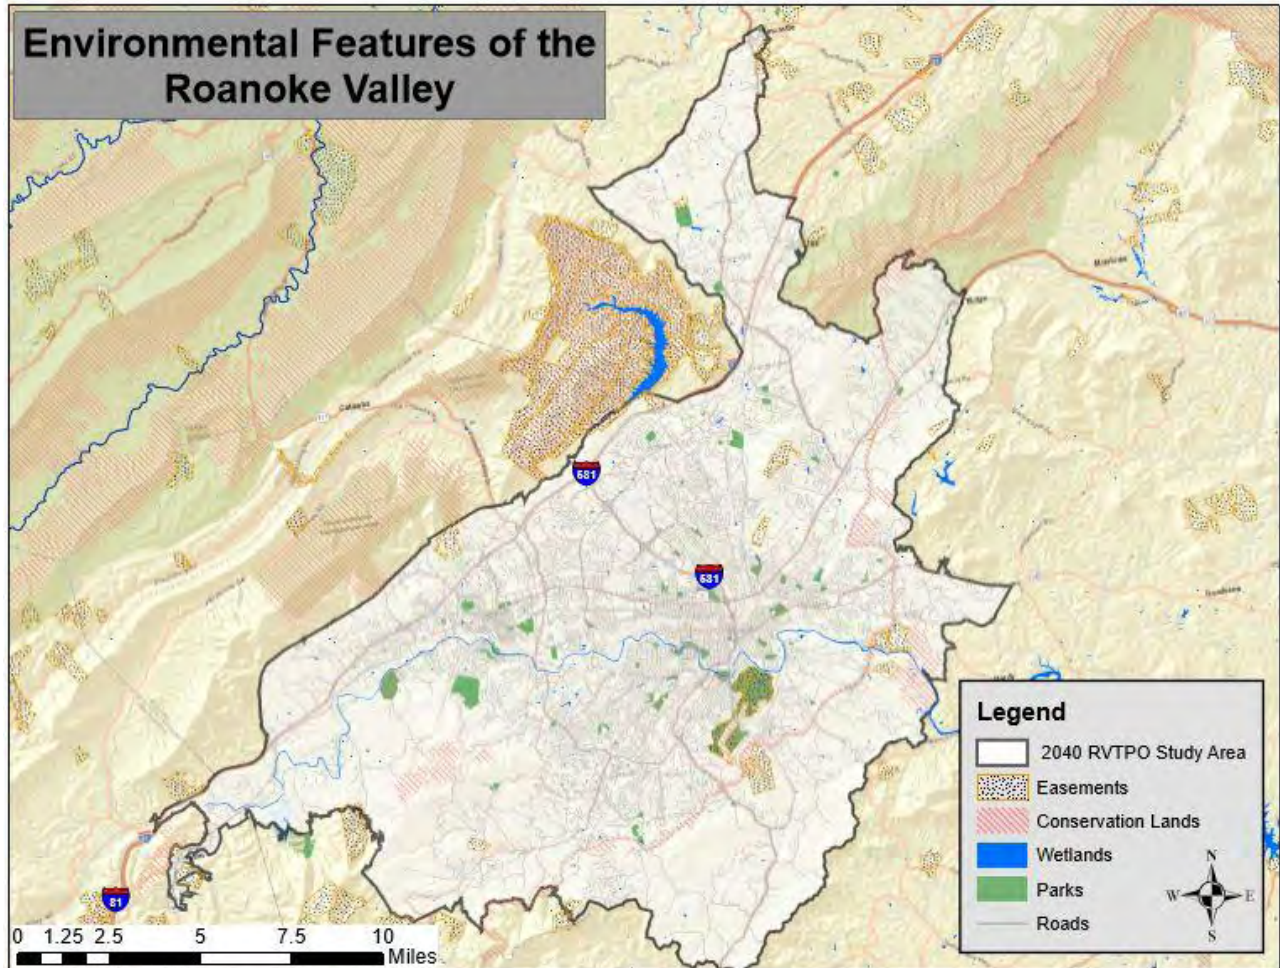 Environmental Features of the
Roanoke Valley
Catawba
581
581
81
Legend
2040 RVTPO Study Area
Easements
Conservation Lands
Wetlands
Parks
Roads
N
W E
S
0 1.25 2.5 5 7.5 10
Miles